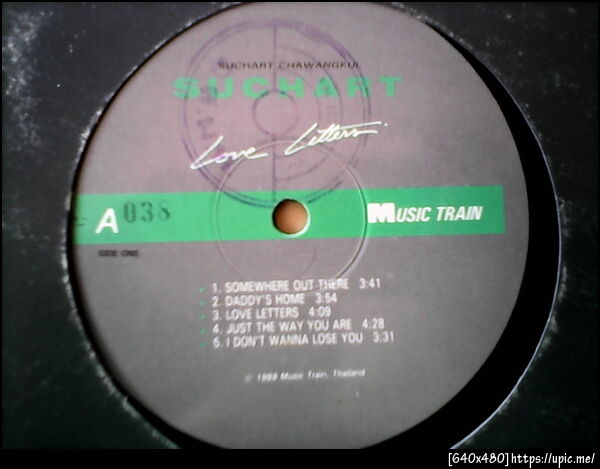 SUCHART CHAWANGKUL
SUCHART
Love Letters
A 038
MUSIC TRAIN
SIDE ONE
1. SOMEWHERE OUT THERE 3:41
2. DADDY'S HOME 3:54
3. LOVE LETTERS 4:09
4. JUST THE WAY YOU ARE 4:28
5. I DON'T WANNA LOSE YOU 3:31
Music Train, Thailand
[640x480]https://upic.me/